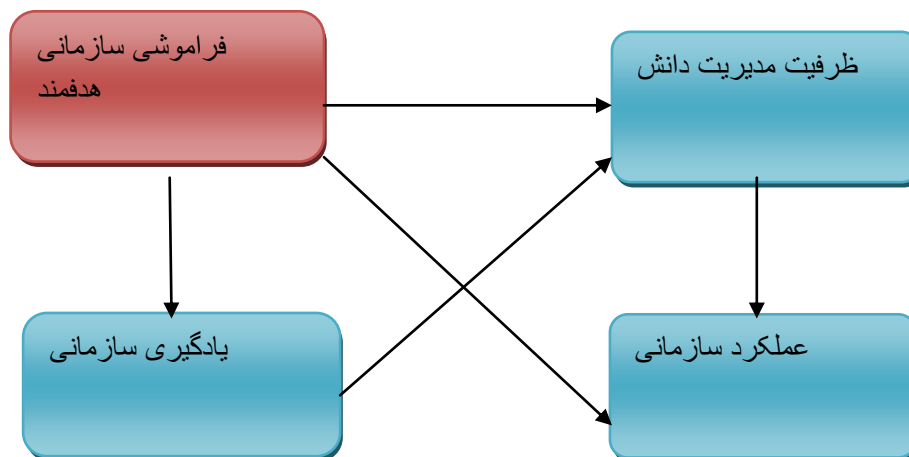 فراموشی سازمانی
هدفمند
ظرفیت مدیریت دانش
یادگیری سازمانی
عملکرد سازمانی